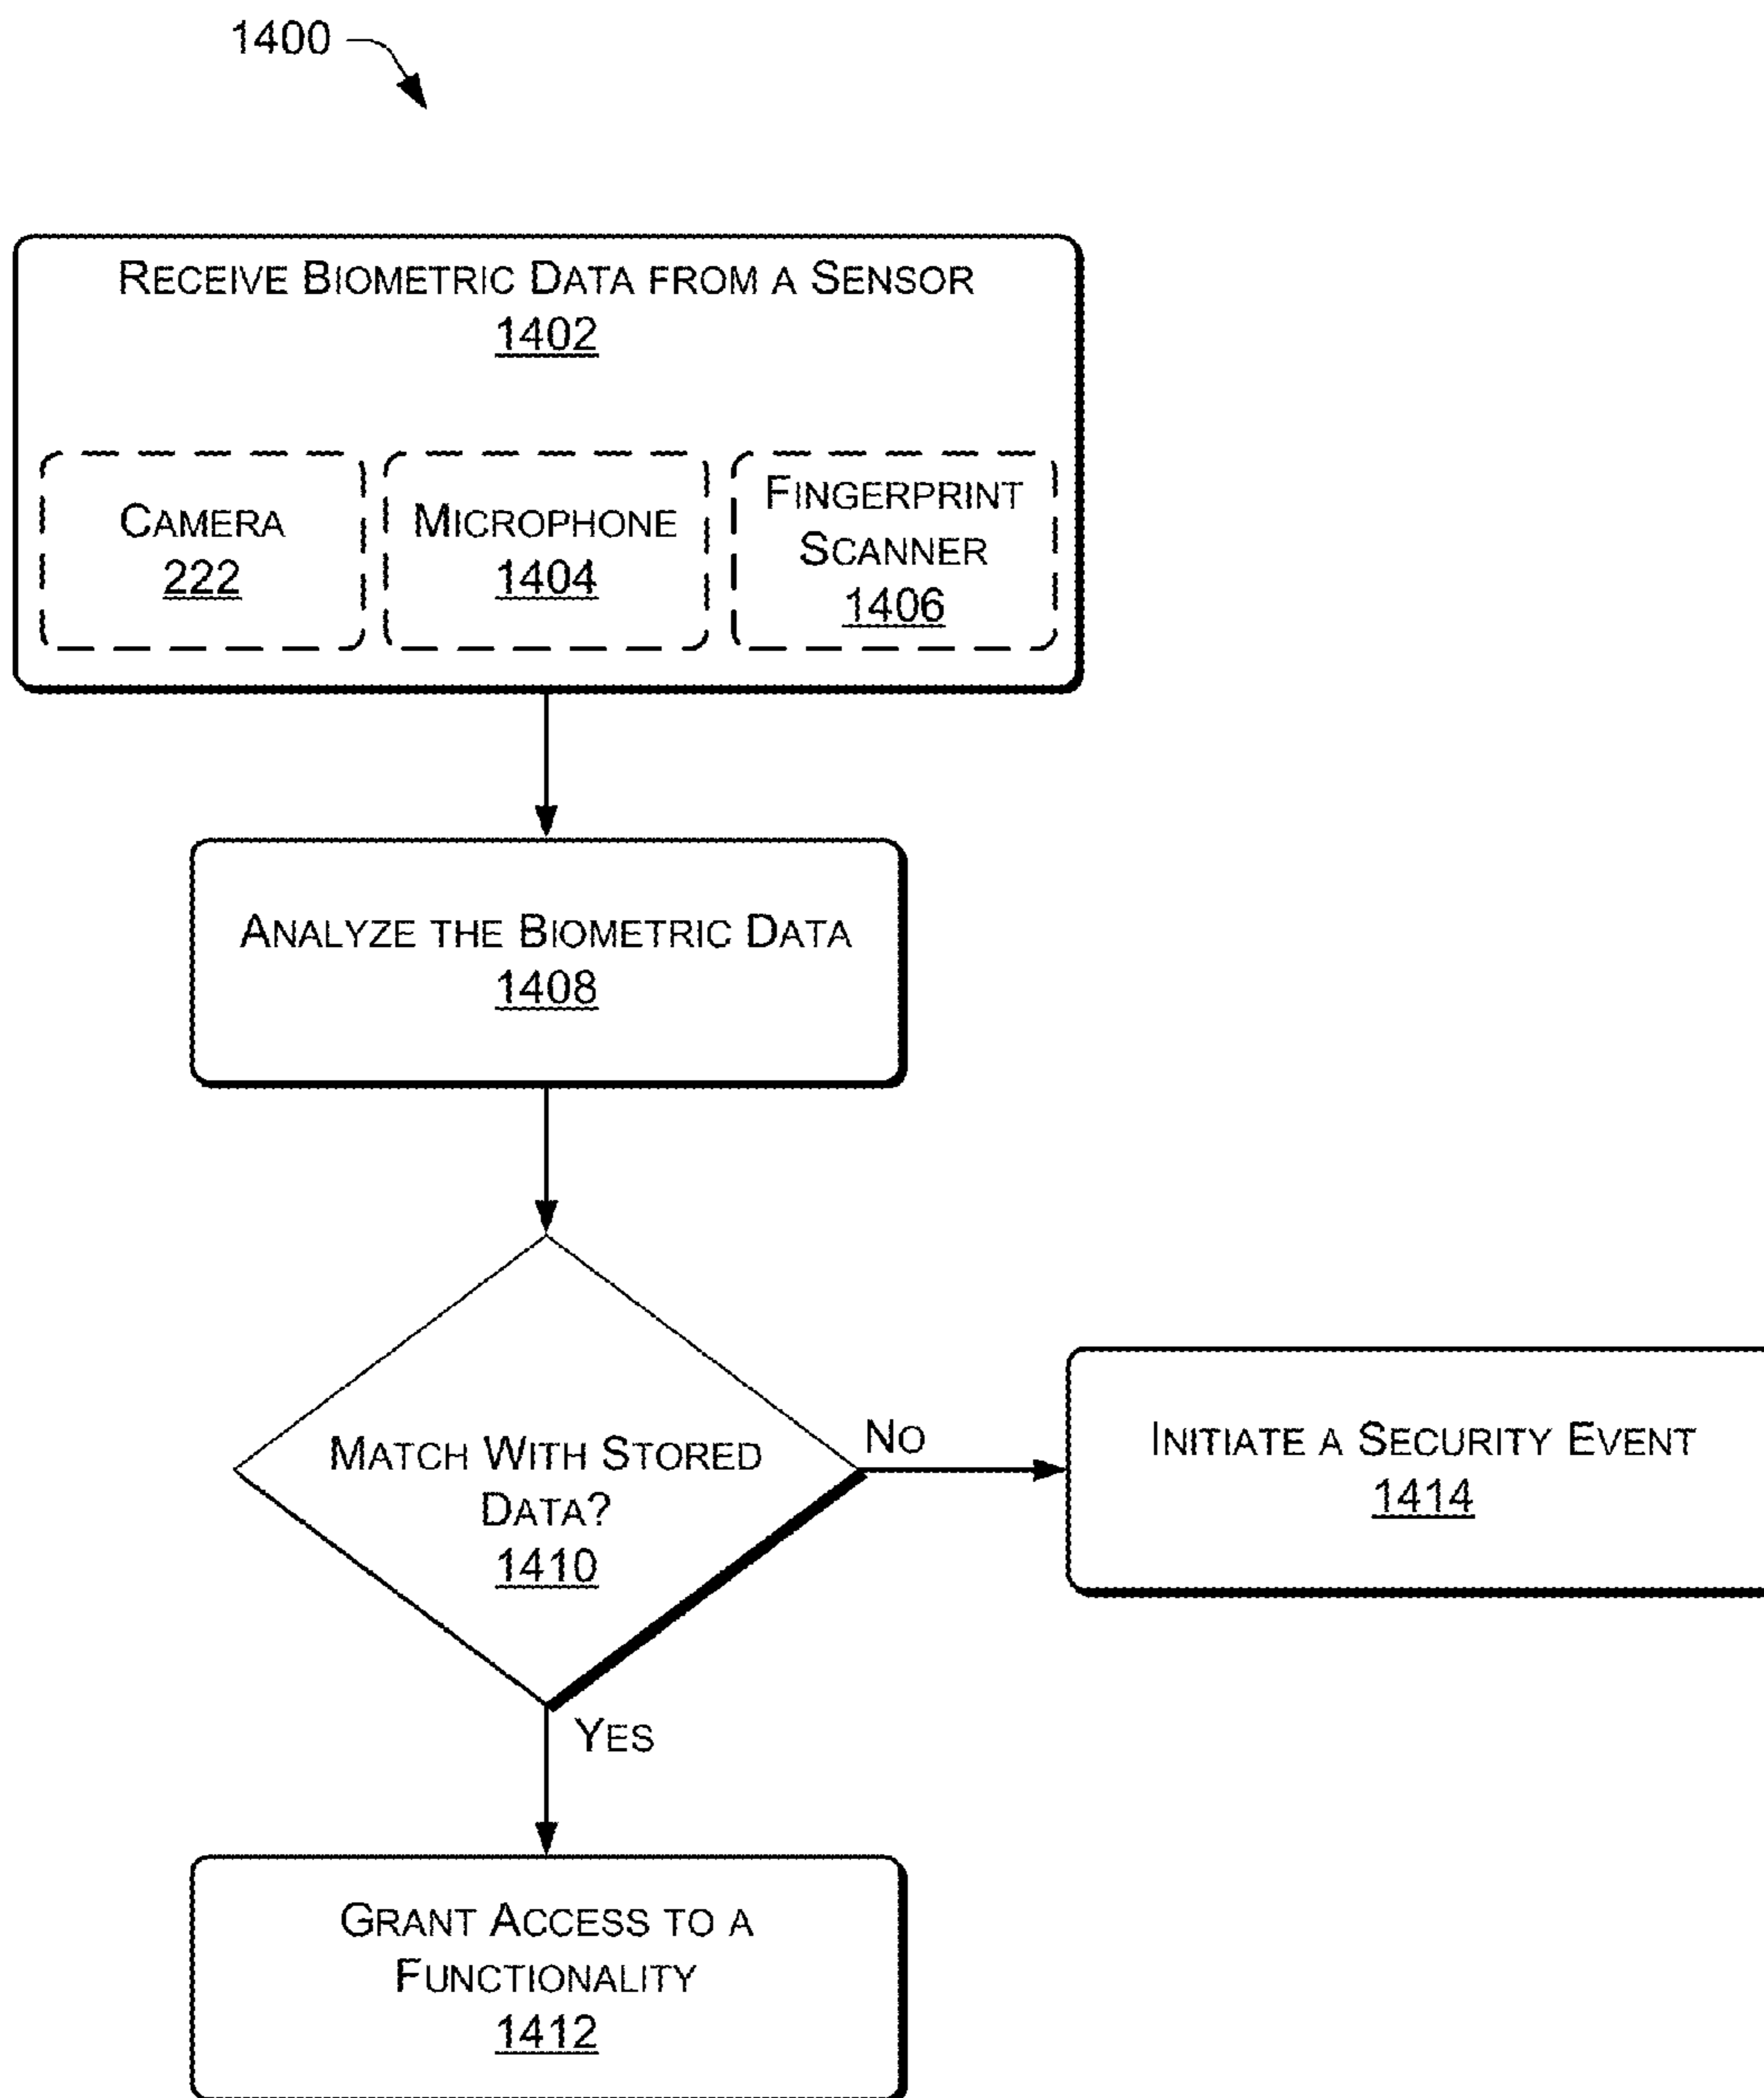 1400
RECEIVE BIOMETRIC DATA FROM A SENSOR
1402
CAMERA
222
MICROPHONE
1404
FINGERPRINT
SCANNER
1406
ANALYZE THE BIOMETRIC DATA
1408
MATCH WITH STORED
DATA?
1410
NO
INITIATE A SECURITY EVENT
1414
YES
GRANT ACCESS TO A
FUNCTIONALITY
1412